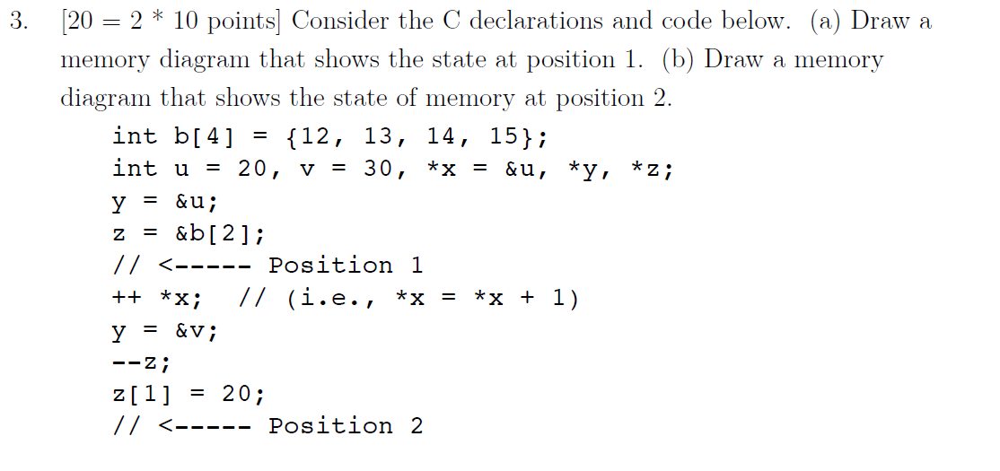 3. [20 = 2 * 10 points] Consider the C declarations and code below. (a) Draw a
memory diagram that shows the state at position 1. (b) Draw a memory
diagram that shows the state of memory at position 2.
int b[4] = {12, 13, 14, 15};
int u = 20, v = 30, *x = &u, *y, *z;
y = &u;
z = &b[2];
// <----- Position 1
++ *x; // (i.e., *x = *x + 1)
y = &v;
--z;
z[1] = 20;
// <----- Position 2